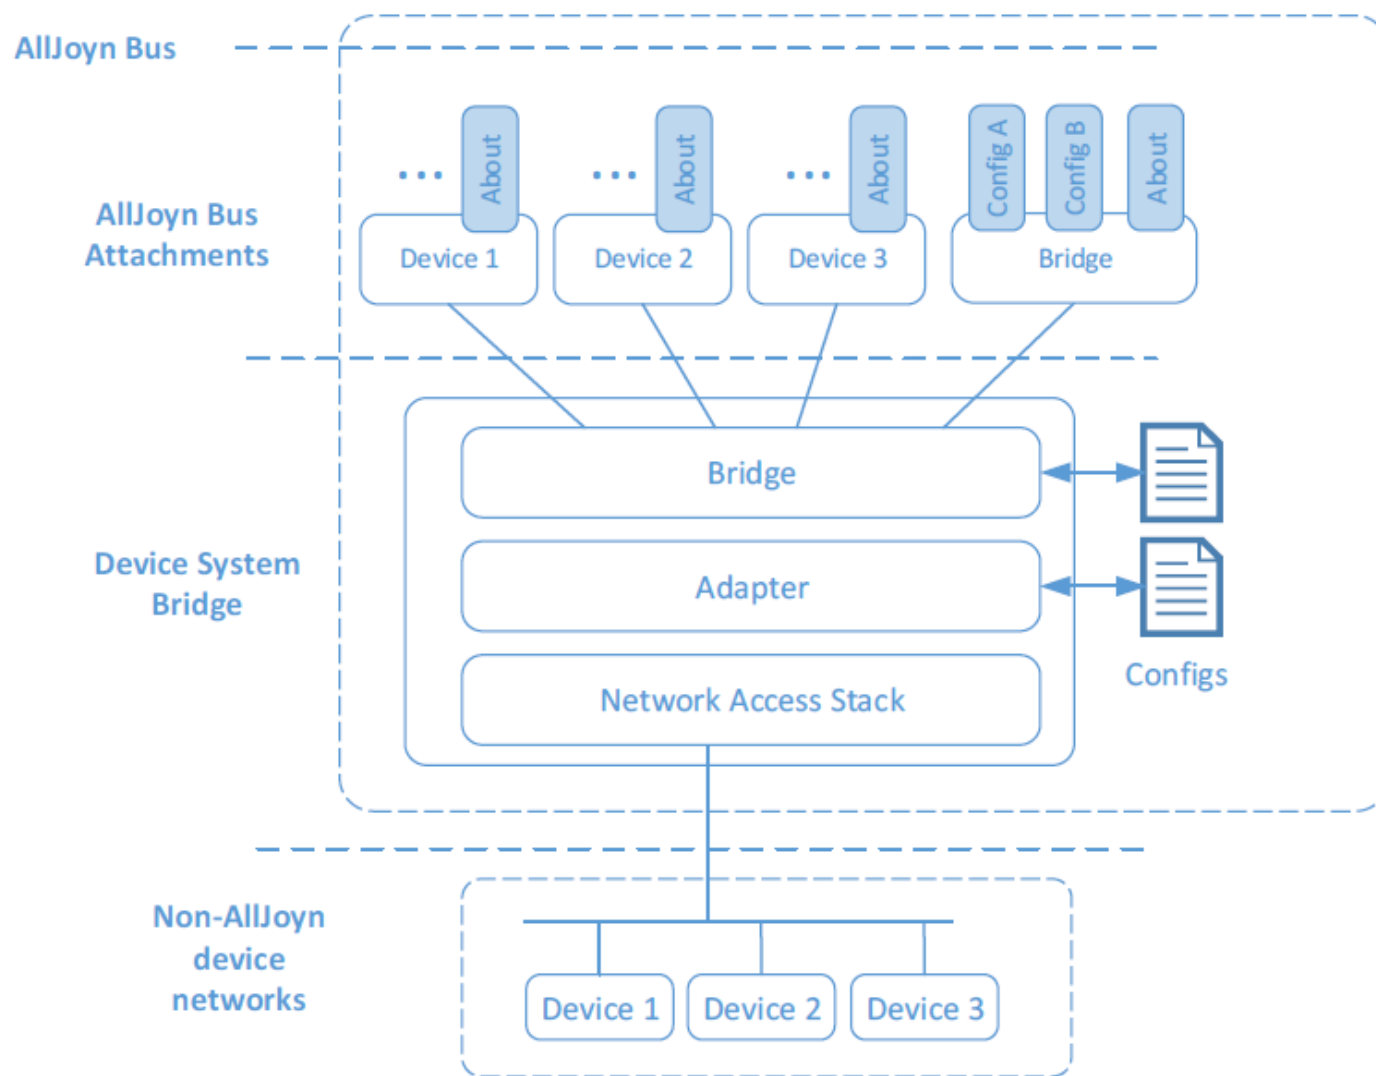 AllJoyn Bus
AllJoyn Bus
Attachments
...
About
...
About
...
About
Config A
Config B
About
Device 1
Device 2
Device 3
Bridge
Device System
Bridge
Bridge
Adapter
Network Access Stack
Configs
Non-AllJoyn
device
networks
Device 1
Device 2
Device 3